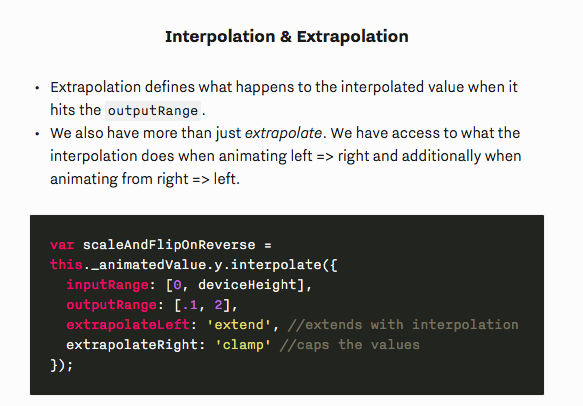 Interpolation & Extrapolation
• Extrapolation defines what happens to the interpolated value when it
hits the outputRange.
• We also have more than just extrapolate. We have access to what the
interpolation does when animating left => right and additionally when
animating from right => left.
var scaleAndFlipOnReverse =
this._animatedValue.y.interpolate({
  inputRange: [0, deviceHeight],
  outputRange: [.1, 2],
  extrapolateLeft: 'extend', //extends with interpolation
  extrapolateRight: 'clamp' //caps the values
});